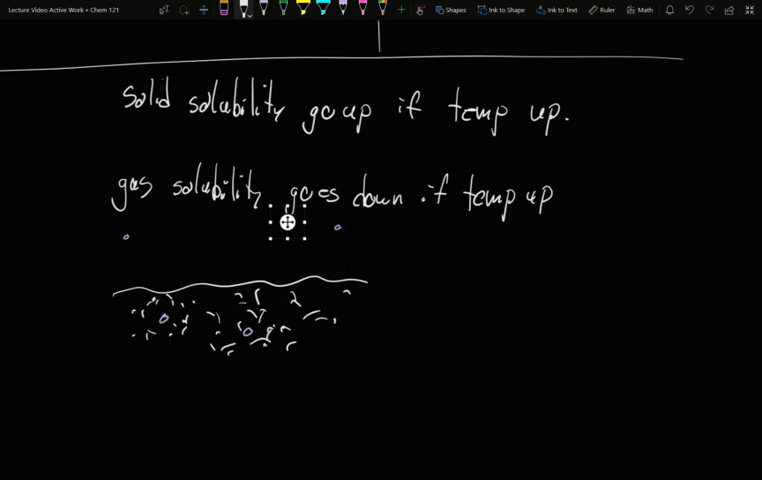 Lecture Video Active Work • Chem 121
Shapes Ink to Shape Ink to Text Ruler Math
solid solubility go up if temp up.
gas solubility goes down if temp up